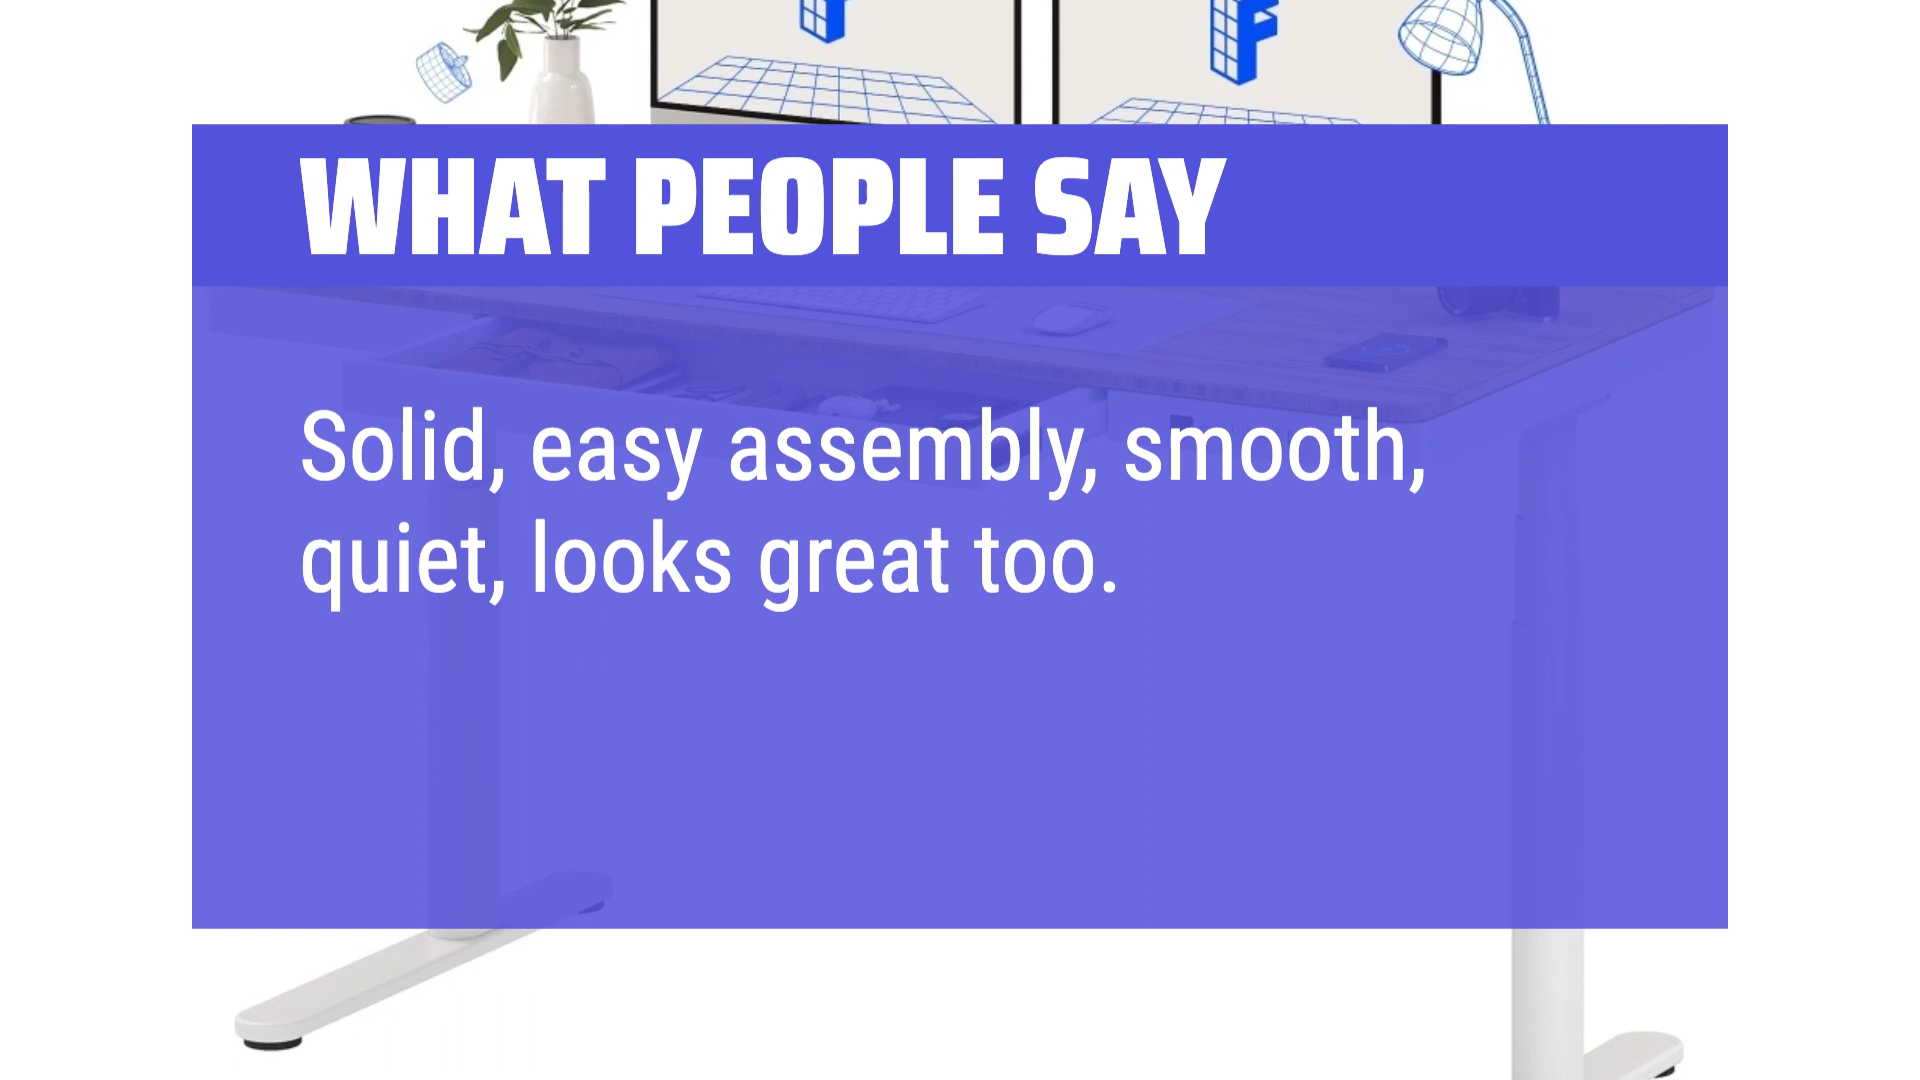 WHAT PEOPLE SAY
Solid, easy assembly, smooth,
quiet, looks great too.